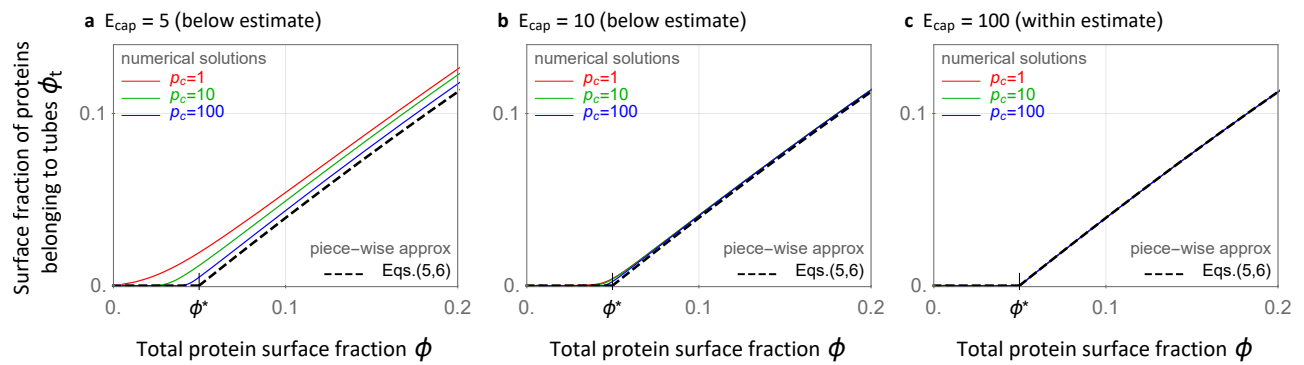 a E_cap = 5 (below estimate)
b E_cap = 10 (below estimate)
c E_cap = 100 (within estimate)
Surface fraction of proteins
belonging to tubes ϕ_t
numerical solutions
p_c=1
p_c=10
p_c=100
piece-wise approx
Eqs.(5,6)
0.1
0.
0.
ϕ*
0.1
0.2
Total protein surface fraction ϕ
numerical solutions
p_c=1
p_c=10
p_c=100
piece-wise approx
Eqs.(5,6)
0.1
0.
0.
ϕ*
0.1
0.2
Total protein surface fraction ϕ
numerical solutions
p_c=1
p_c=10
p_c=100
piece-wise approx
Eqs.(5,6)
0.1
0.
0.
ϕ*
0.1
0.2
Total protein surface fraction ϕ